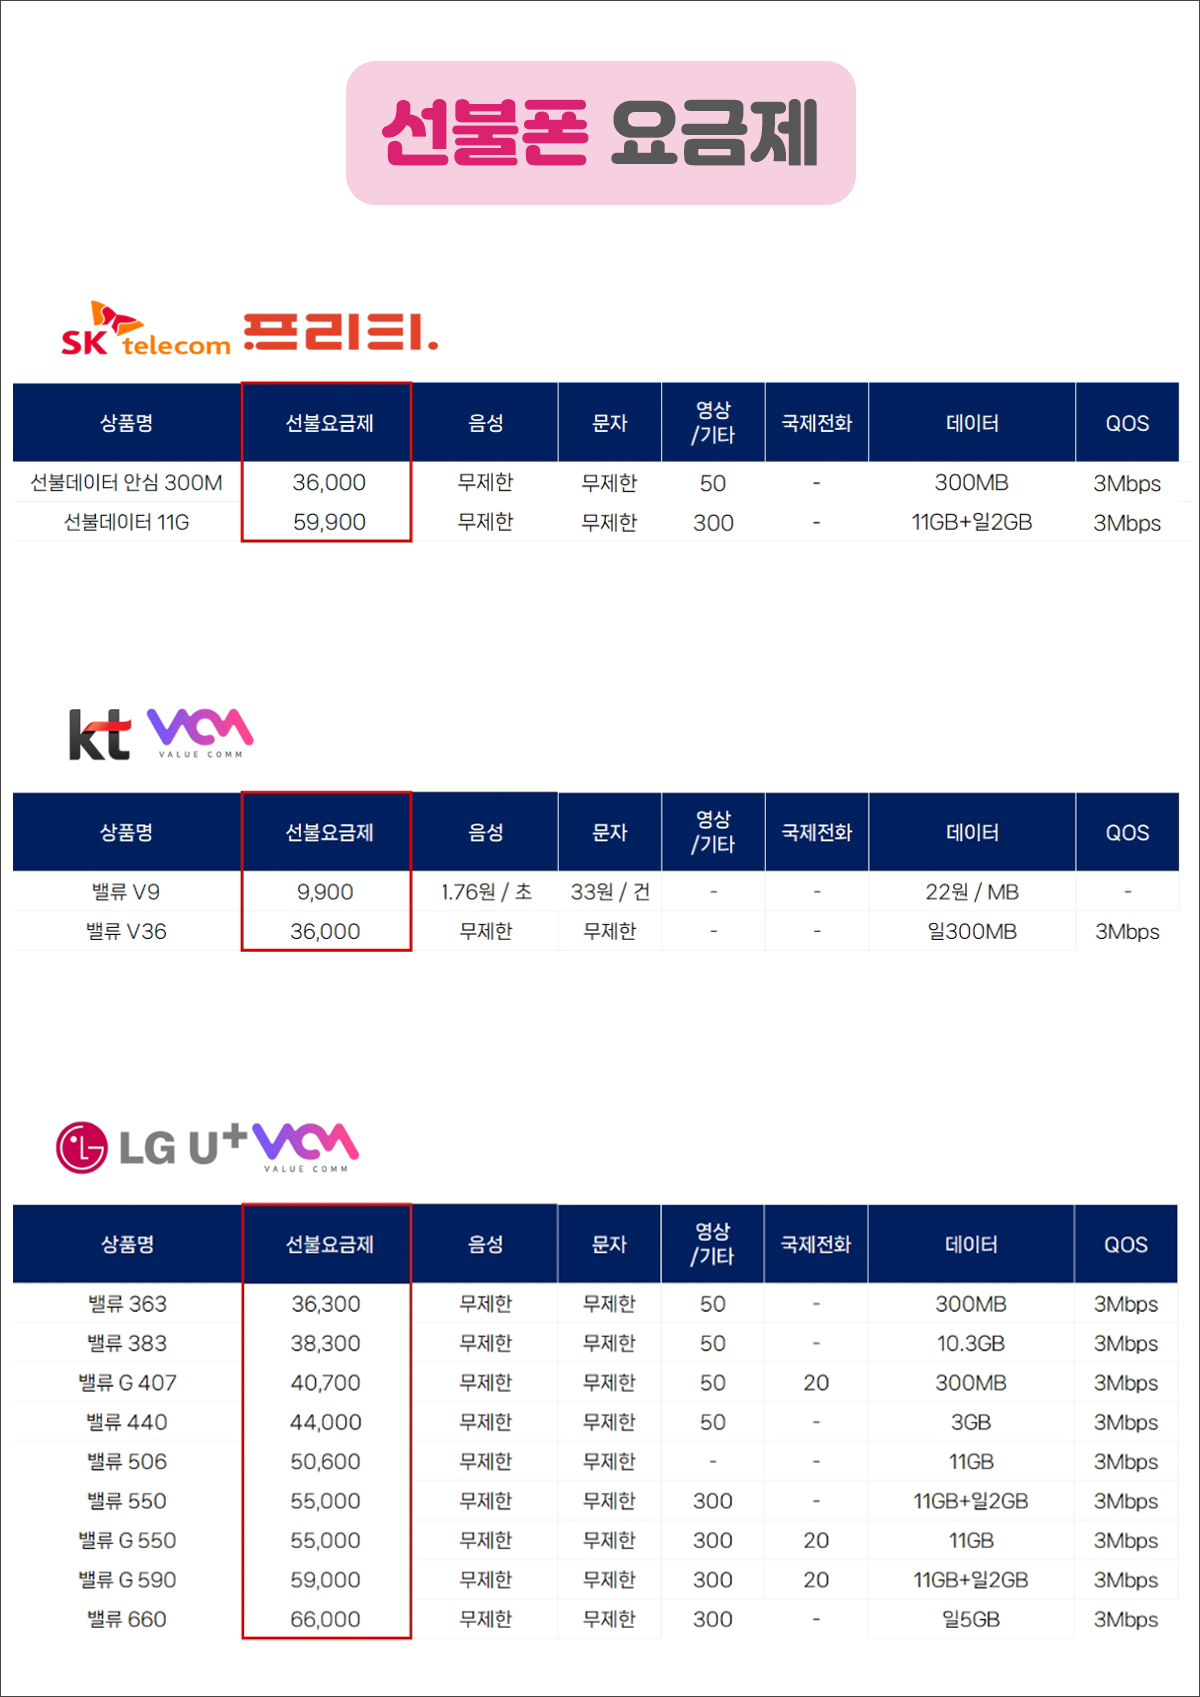 선불폰 요금제
SK telecom 프리티.
상품명 선불요금제 음성 문자 영상 /기타 국제전화 데이터 QOS
선불데이터 안심 300M 36,000 무제한 무제한 50 - 300MB 3Mbps
선불데이터 11G 59,900 무제한 무제한 300 - 11GB+일2GB 3Mbps
kt VCM
VALUE COMM
상품명 선불요금제 음성 문자 영상 /기타 국제전화 데이터 QOS
밸류 V9 9,900 1.76원 / 초 33원 / 건 - - 22원 / MB -
밸류 V36 36,000 무제한 무제한 - - 일300MB 3Mbps
LG U+ VCM
VALUE COMM
상품명 선불요금제 음성 문자 영상 /기타 국제전화 데이터 QOS
밸류 363 36,300 무제한 무제한 50 - 300MB 3Mbps
밸류 383 38,300 무제한 무제한 50 - 10.3GB 3Mbps
밸류 G 407 40,700 무제한 무제한 50 20 300MB 3Mbps
밸류 440 44,000 무제한 무제한 50 - 3GB 3Mbps
밸류 506 50,600 무제한 무제한 - - 11GB 3Mbps
밸류 550 55,000 무제한 무제한 300 - 11GB+일2GB 3Mbps
밸류 G 550 55,000 무제한 무제한 300 20 11GB 3Mbps
밸류 G 590 59,000 무제한 무제한 300 20 11GB+일2GB 3Mbps
밸류 660 66,000 무제한 무제한 300 - 일5GB 3Mbps